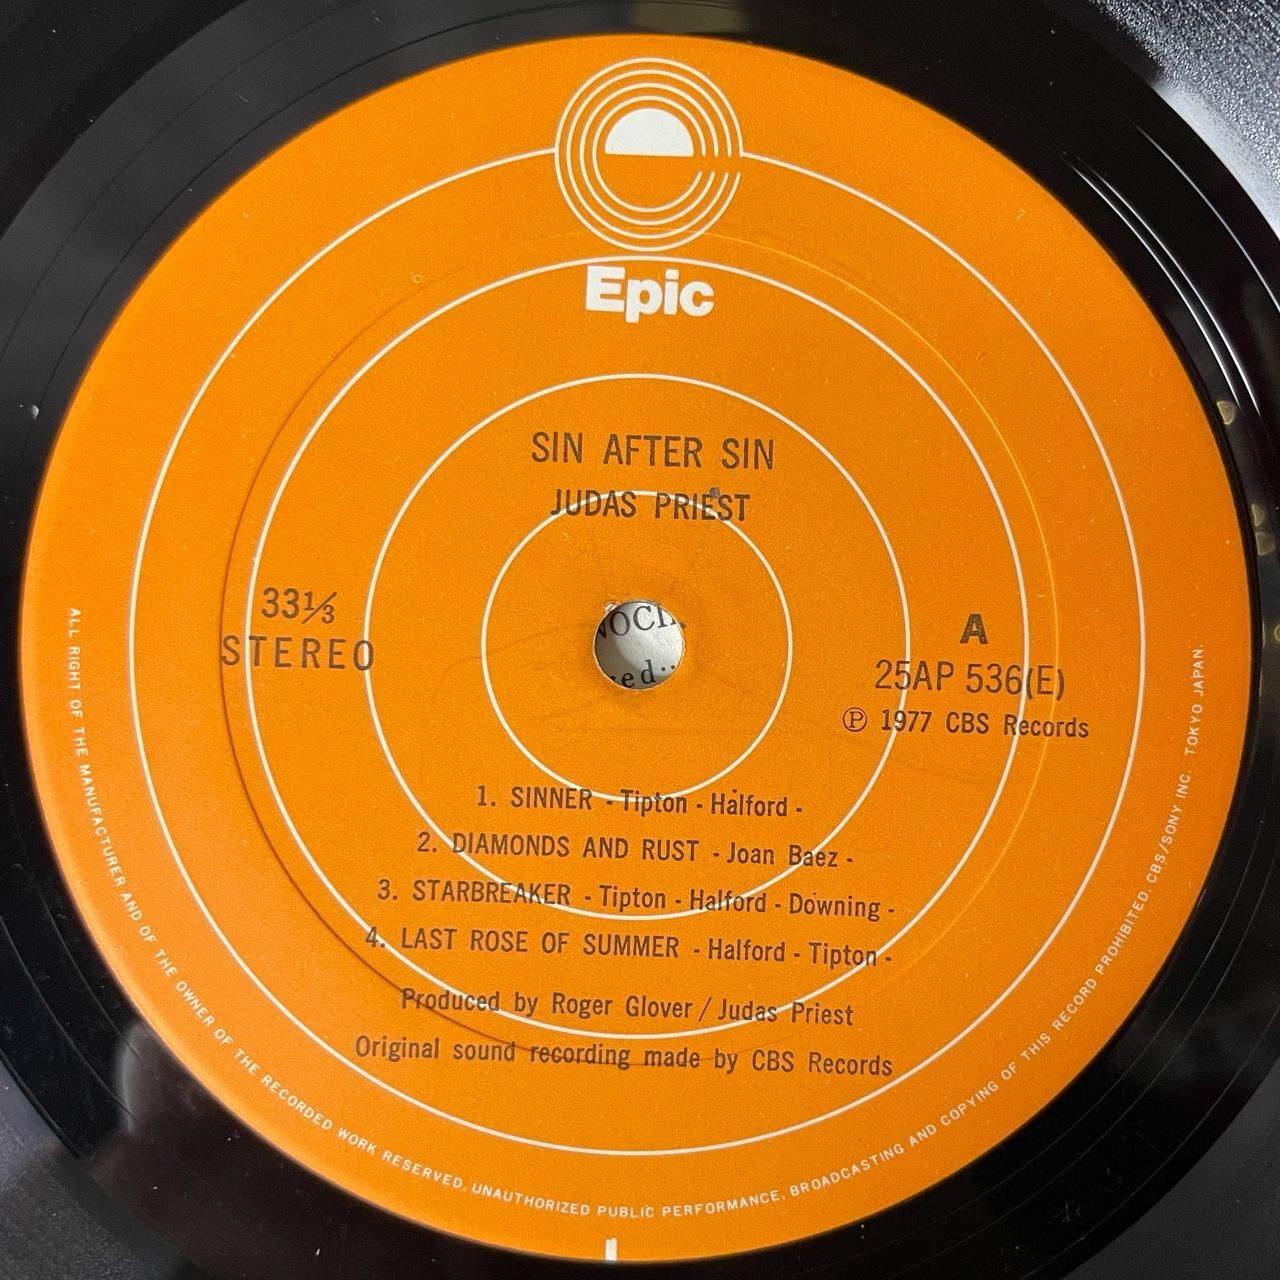 Epic
SIN AFTER SIN
JUDAS PRIEST
33⅓
STEREO
A
25AP 536(E)
Ⓟ 1977 CBS Records
1. SINNER - Tipton - Halford -
2. DIAMONDS AND RUST - Joan Baez -
3. STARBREAKER - Tipton - Halford - Downing -
4. LAST ROSE OF SUMMER - Halford - Tipton -
Produced by Roger Glover / Judas Priest
Original sound recording made by CBS Records
ALL RIGHT OF THE MANUFACTURER AND OF THE OWNER OF THE RECORDED WORK RESERVED. UNAUTHORIZED PUBLIC PERFORMANCE, BROADCASTING AND COPYING OF THIS RECORD PROHIBITED. CBS/SONY INC. TOKYO JAPAN.